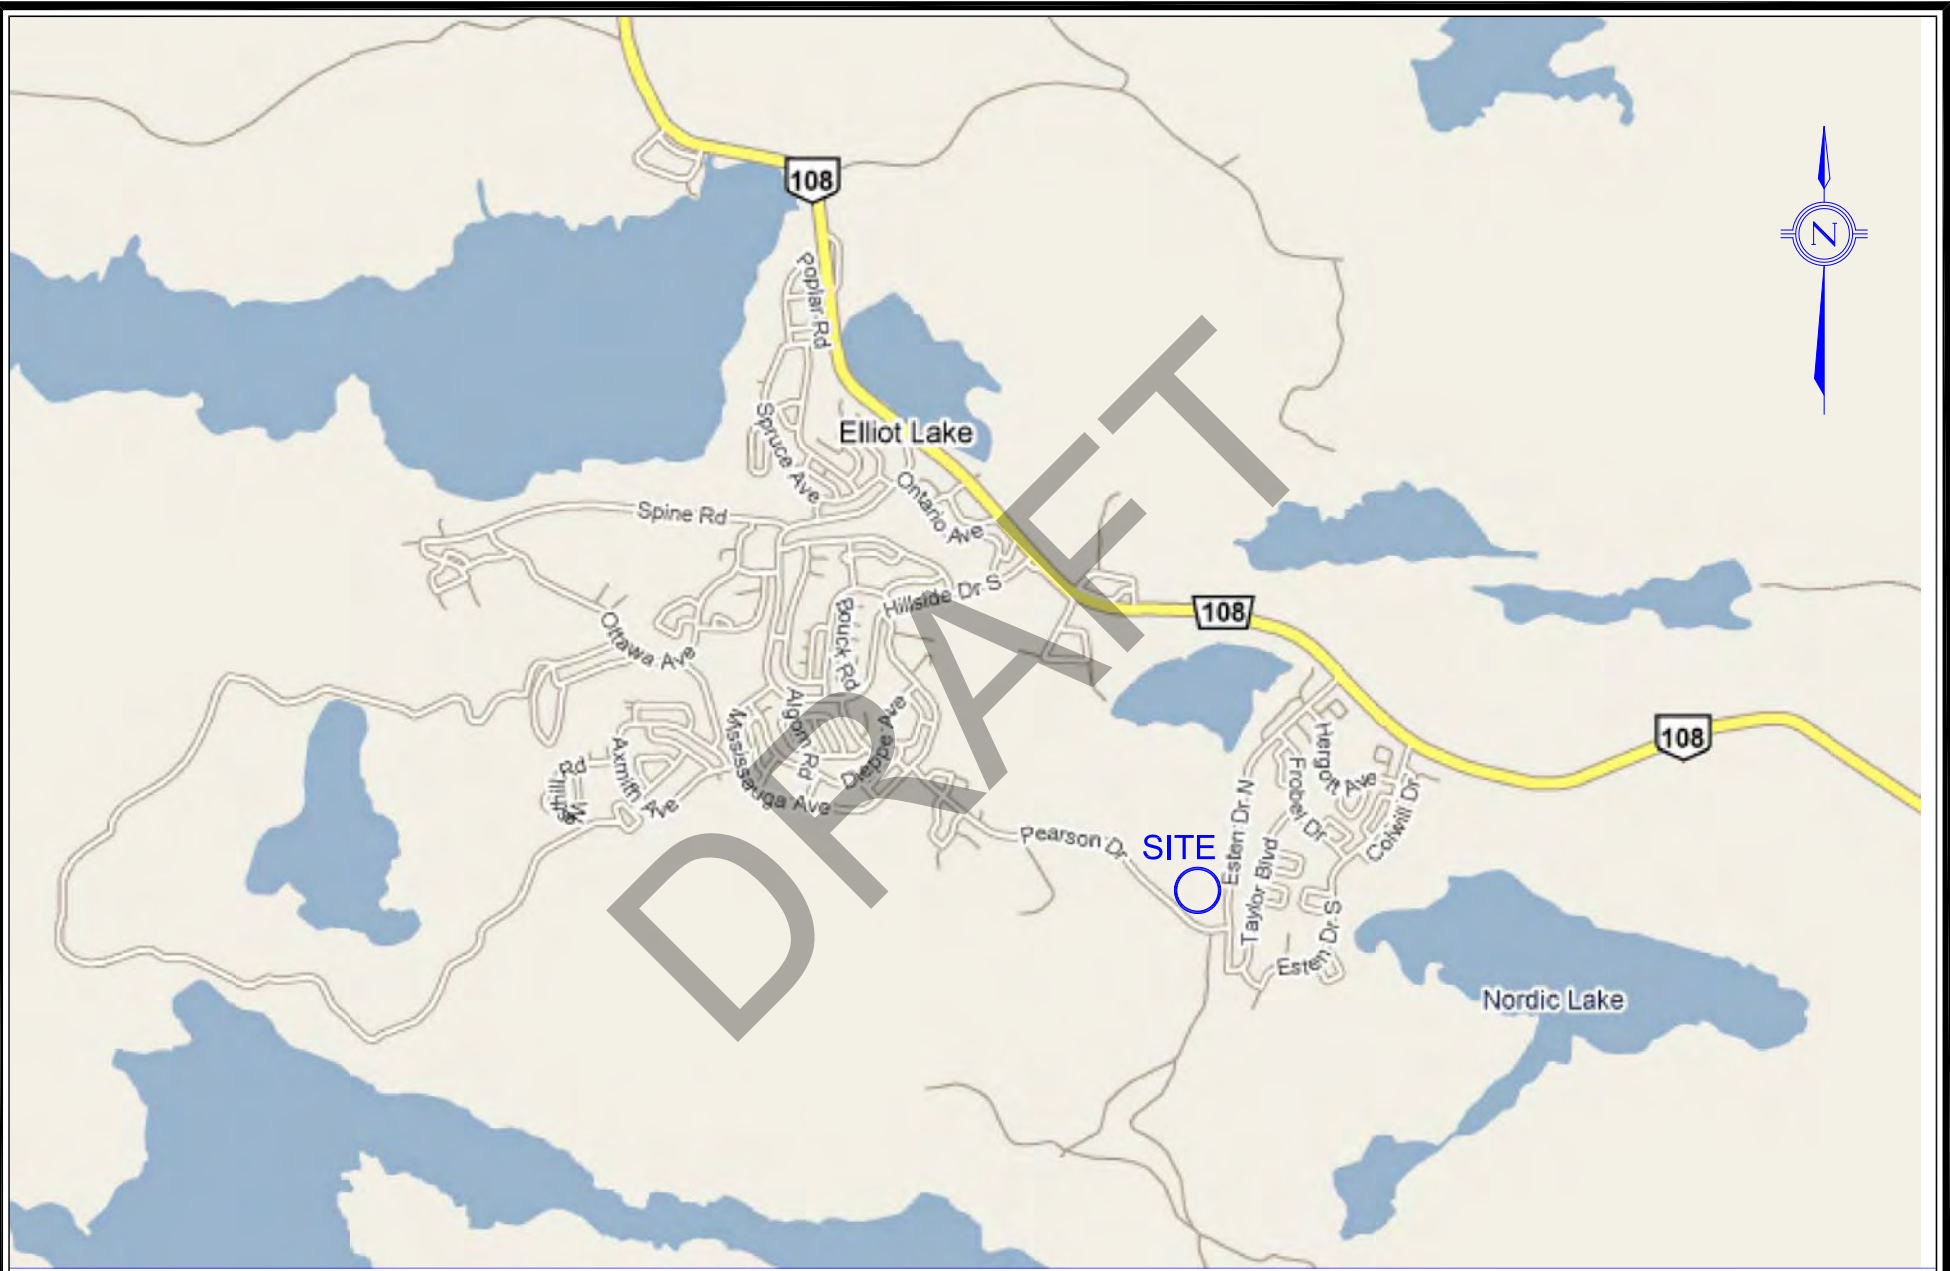 108
N
Poplar Rd
Elliot Lake
Spruce Ave
Ontario Ave
Spine Rd
Hillside Dr S
108
Bouck Rd
Ottawa Ave
DRAFT
Algom Rd
Mississauga Ave
Dieppe Ave
Axmith Ave
Rd
108
Hergott Ave
Frobel Dr
Colwill Dr
Esten Dr N
Pearson Dr
SITE
Taylor Blvd
Esten Dr S
Nordic Lake